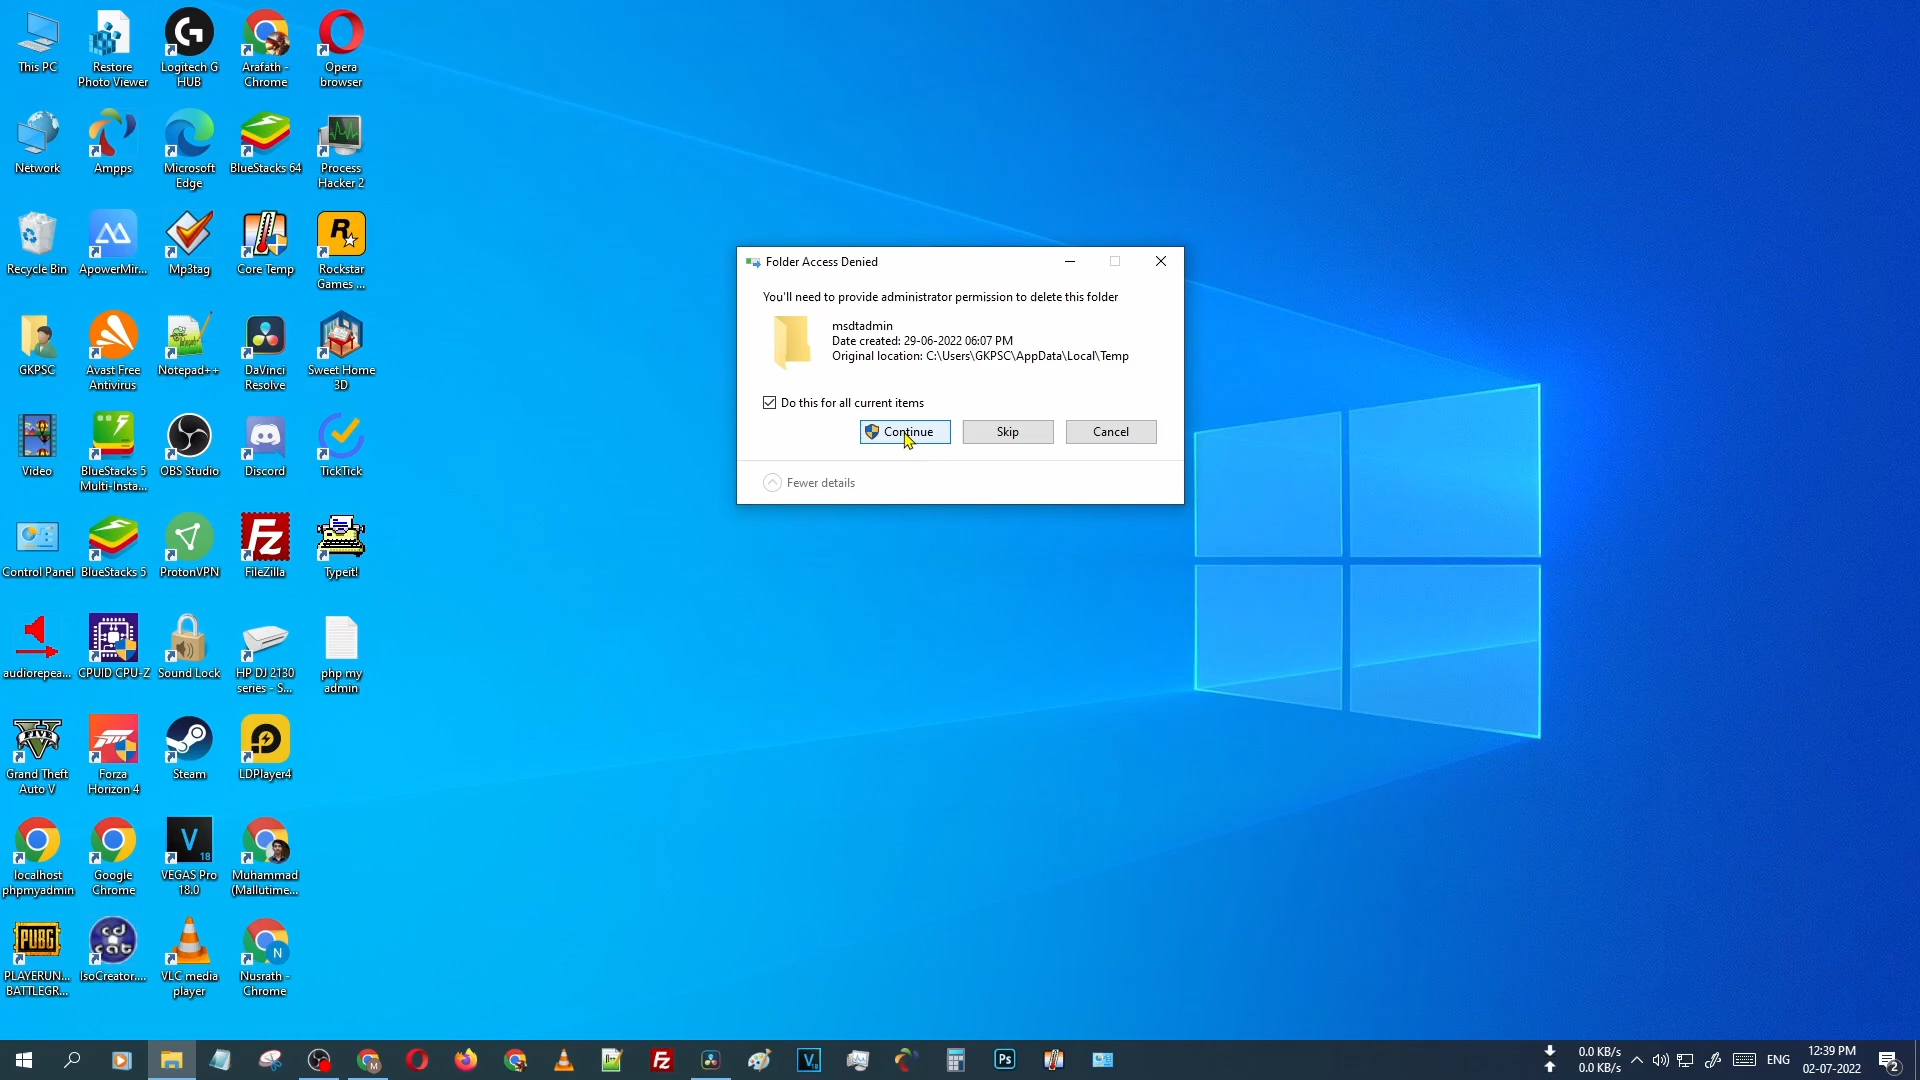 This PC
Restore
Photo Viewer
Logitech G
HUB
Arafath -
Chrome
Opera
browser
Network
Ampps
Microsoft
Edge
BlueStacks 64
Process
Hacker 2
Recycle Bin
ApowerMir...
Mp3tag
Core Temp
Rockstar
Games ...
GKPSC
Avast Free
Antivirus
Notepad++
DaVinci
Resolve
Sweet Home
3D
Video
BlueStacks 5
Multi-Insta...
OBS Studio
Discord
TickTick
Control Panel
BlueStacks 5
ProtonVPN
FileZilla
Typeit!
audiorepea...
CPUID CPU-Z
Sound Lock
HP DJ 2130
series - S...
php my
admin
Grand Theft
Auto V
Forza
Horizon 4
Steam
LDPlayer4
localhost
phpmyadmin
Google
Chrome
VEGAS Pro
18.0
Muhammad
(Mallutime...
PLAYERUN...
BATTLEGR...
IsoCreator....
VLC media
player
Nusrath -
Chrome
Folder Access Denied
You'll need to provide administrator permission to delete this folder
msdtadmin
Date created: 29-06-2022 06:07 PM
Original location: C:\Users\GKPSC\AppData\Local\Temp
Do this for all current items
Continue
Skip
Cancel
Fewer details
0.0 KB/s
0.0 KB/s
ENG
12:39 PM
02-07-2022
2